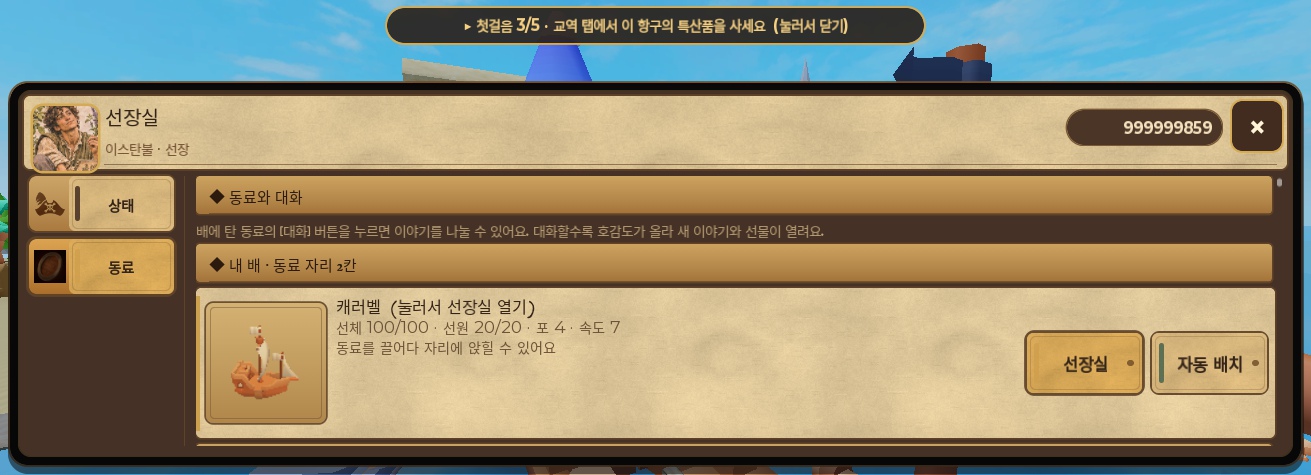 ▸ 첫걸음 3/5 · 교역 탭에서 이 항구의 특산품을 사세요 (눌러서 닫기)
선장실
이스탄불 · 선장
999999859
×
상태
동료
◆ 동료와 대화
배에 탄 동료의 [대화] 버튼을 누르면 이야기를 나눌 수 있어요. 대화할수록 호감도가 올라 새 이야기와 선물이 열려요.
◆ 내 배 · 동료 자리 2칸
캐러벨 (눌러서 선장실 열기)
선체 100/100 · 선원 20/20 · 포 4 · 속도 7
동료를 끌어다 자리에 앉힐 수 있어요
선장실
자동 배치